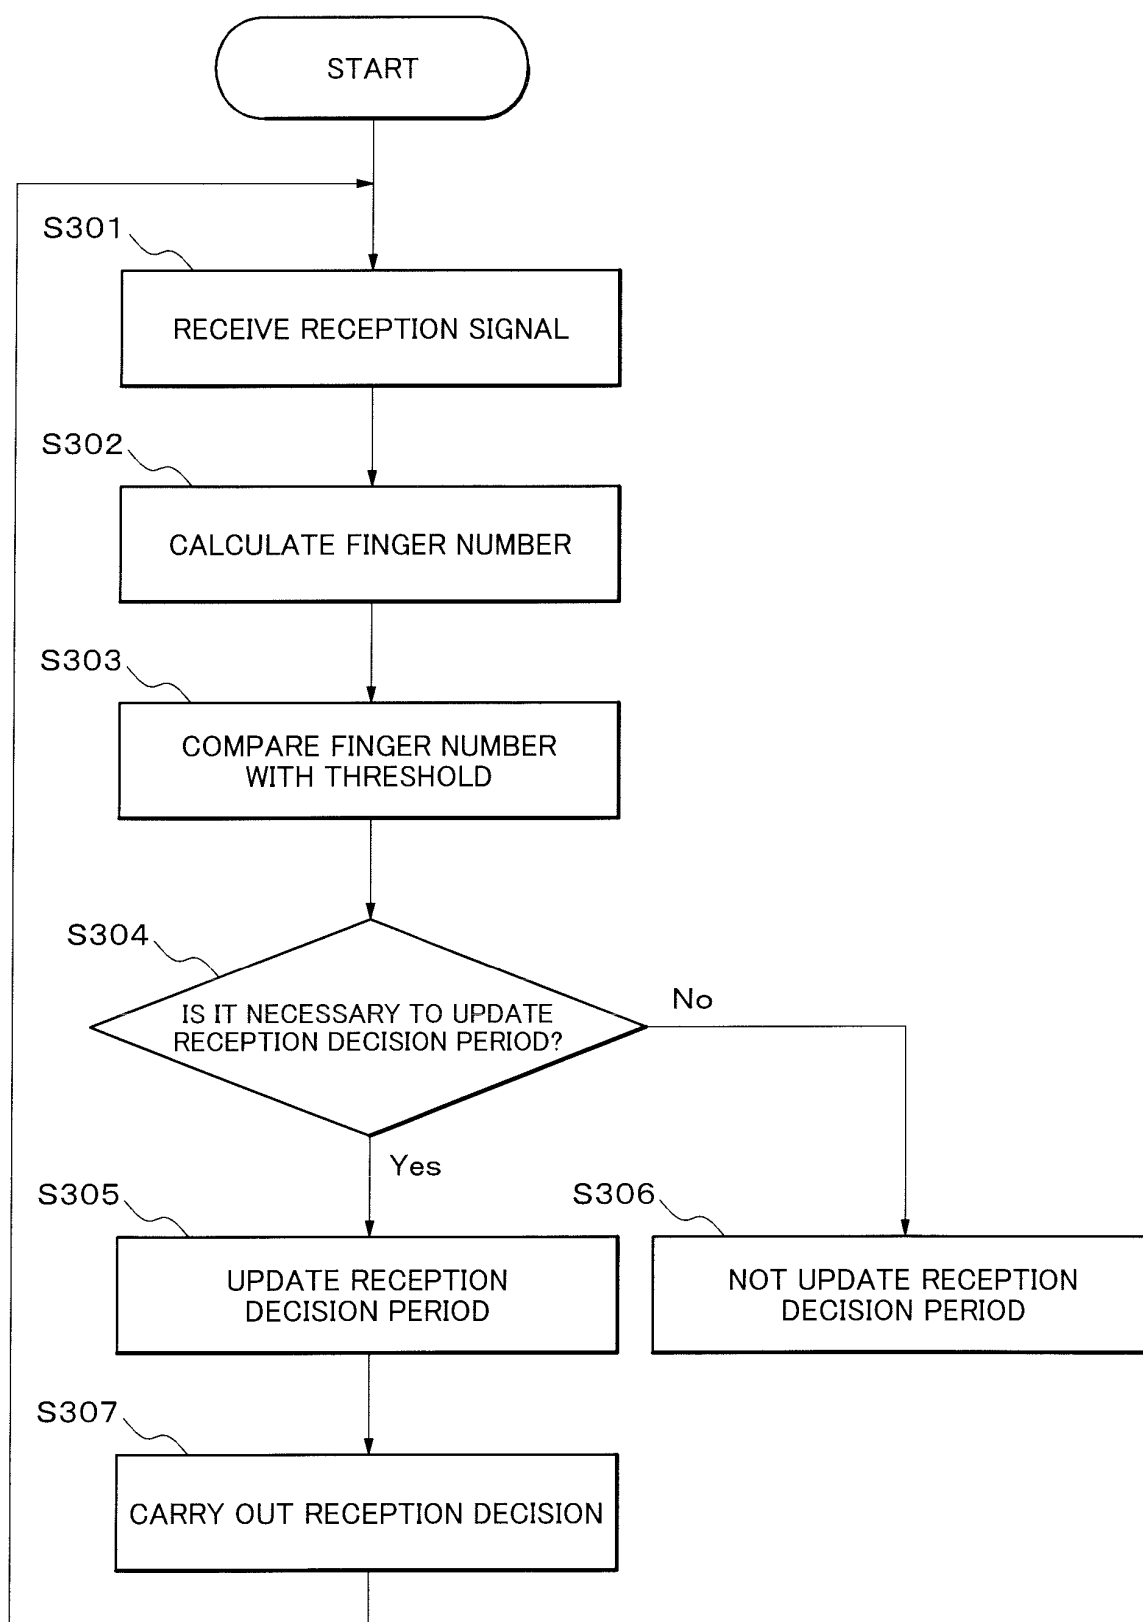 START
S301
RECEIVE RECEPTION SIGNAL
S302
CALCULATE FINGER NUMBER
S303
COMPARE FINGER NUMBER
WITH THRESHOLD
S304
IS IT NECESSARY TO UPDATE
RECEPTION DECISION PERIOD?
No
Yes
S305
UPDATE RECEPTION
DECISION PERIOD
S306
NOT UPDATE RECEPTION
DECISION PERIOD
S307
CARRY OUT RECEPTION DECISION